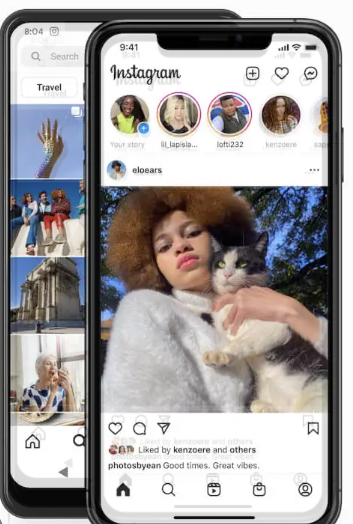 8:04
Search
Travel
9:41
Instagram
Your story
lil_lapisla...
lofti232
kenzoere
sap
eloears
Liked by kenzoere and others
photosbyean Good times. Great vibes.